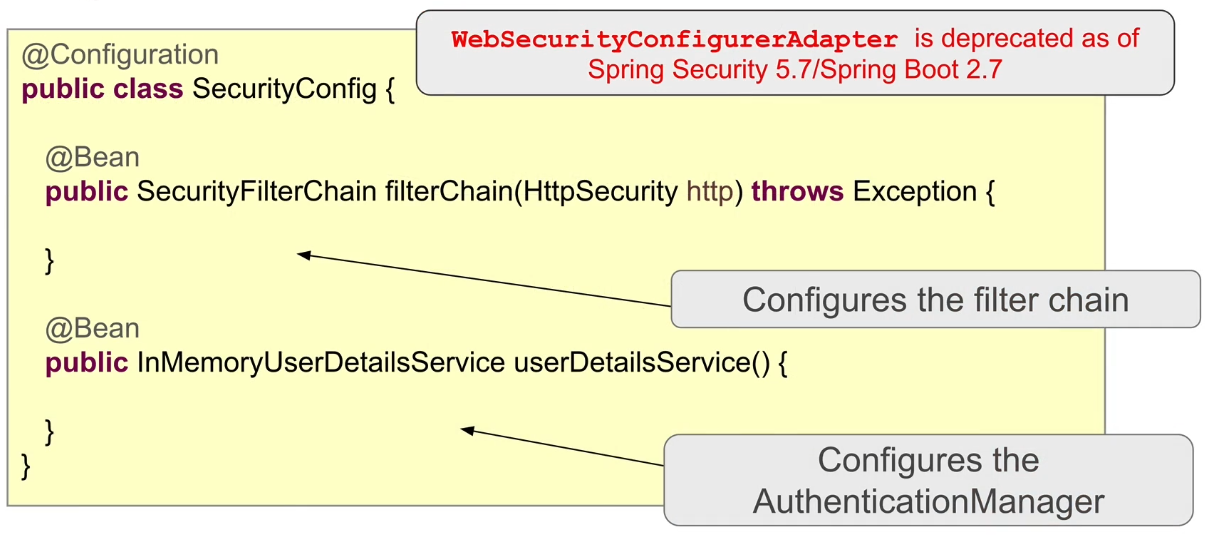 WebSecurityConfigurerAdapter is deprecated as of
Spring Security 5.7/Spring Boot 2.7
@Configuration
public class SecurityConfig {
@Bean
public SecurityFilterChain filterChain(HttpSecurity http) throws Exception {
}
Configures the filter chain
@Bean
public InMemoryUserDetailsService userDetailsService() {
}
Configures the
AuthenticationManager
}